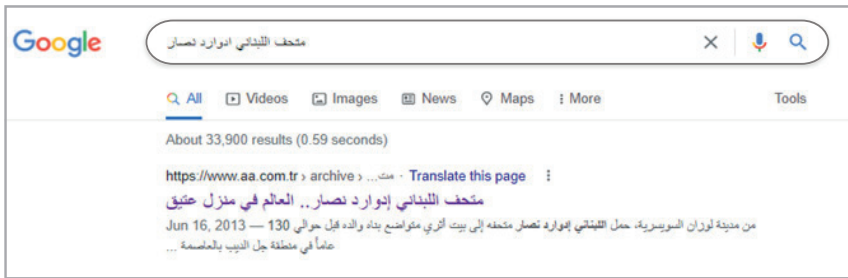 Google
متحف اللبناني ادوارد نصار
All Videos Images News Maps More Tools
About 33,900 results (0.59 seconds)
https://www.aa.com.tr › archive › ...مت · Translate this page
متحف اللبناني إدوارد نصار.. العالم في منزل عتيق
Jun 16, 2013 — من مدينة لوزان السويسرية، حمل اللبناني إدوارد نصار متحفه إلى بيت أثري متواضع بناه والده قبل حوالي 130
عاماً في منطقة جل الديب بالعاصمة ...